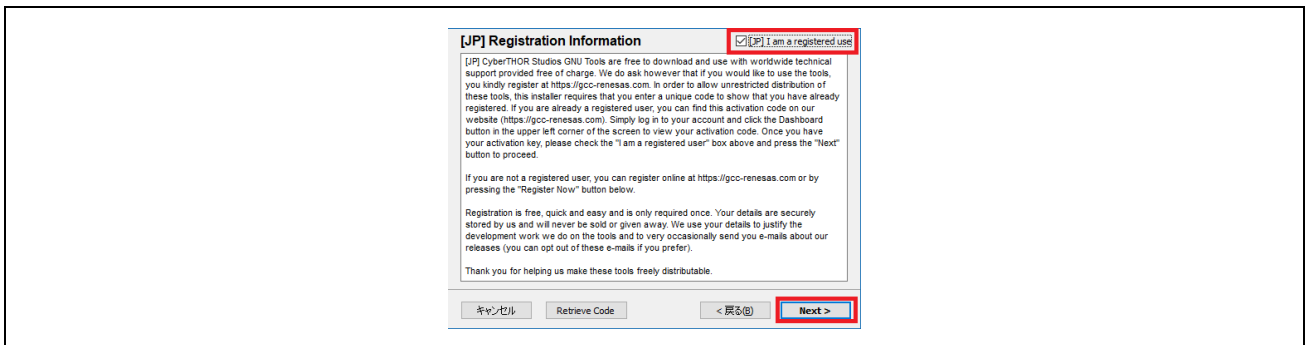 [JP] Registration Information
[JP] I am a registered use
[JP] CyberTHOR Studios GNU Tools are free to download and use with worldwide technical
support provided free of charge. We do ask however that if you would like to use the tools,
you kindly register at https://gcc-renesas.com. In order to allow unrestricted distribution of
these tools, this installer requires that you enter a unique code to show that you have already
registered. If you are already a registered user, you can find this activation code on our
website (https://gcc-renesas.com). Simply log in to your account and click the Dashboard
button in the upper left corner of the screen to view your activation code. Once you have
your activation key, please check the "I am a registered user" box above and press the "Next"
button to proceed.
If you are not a registered user, you can register online at https://gcc-renesas.com or by
pressing the "Register Now" button below.
Registration is free, quick and easy and is only required once. Your details are securely
stored by us and will never be sold or given away. We use your details to justify the
development work we do on the tools and to very occasionally send you e-mails about our
releases (you can opt out of these e-mails if you prefer).
Thank you for helping us make these tools freely distributable.
キャンセル
Retrieve Code
< 戻る(B)
Next >